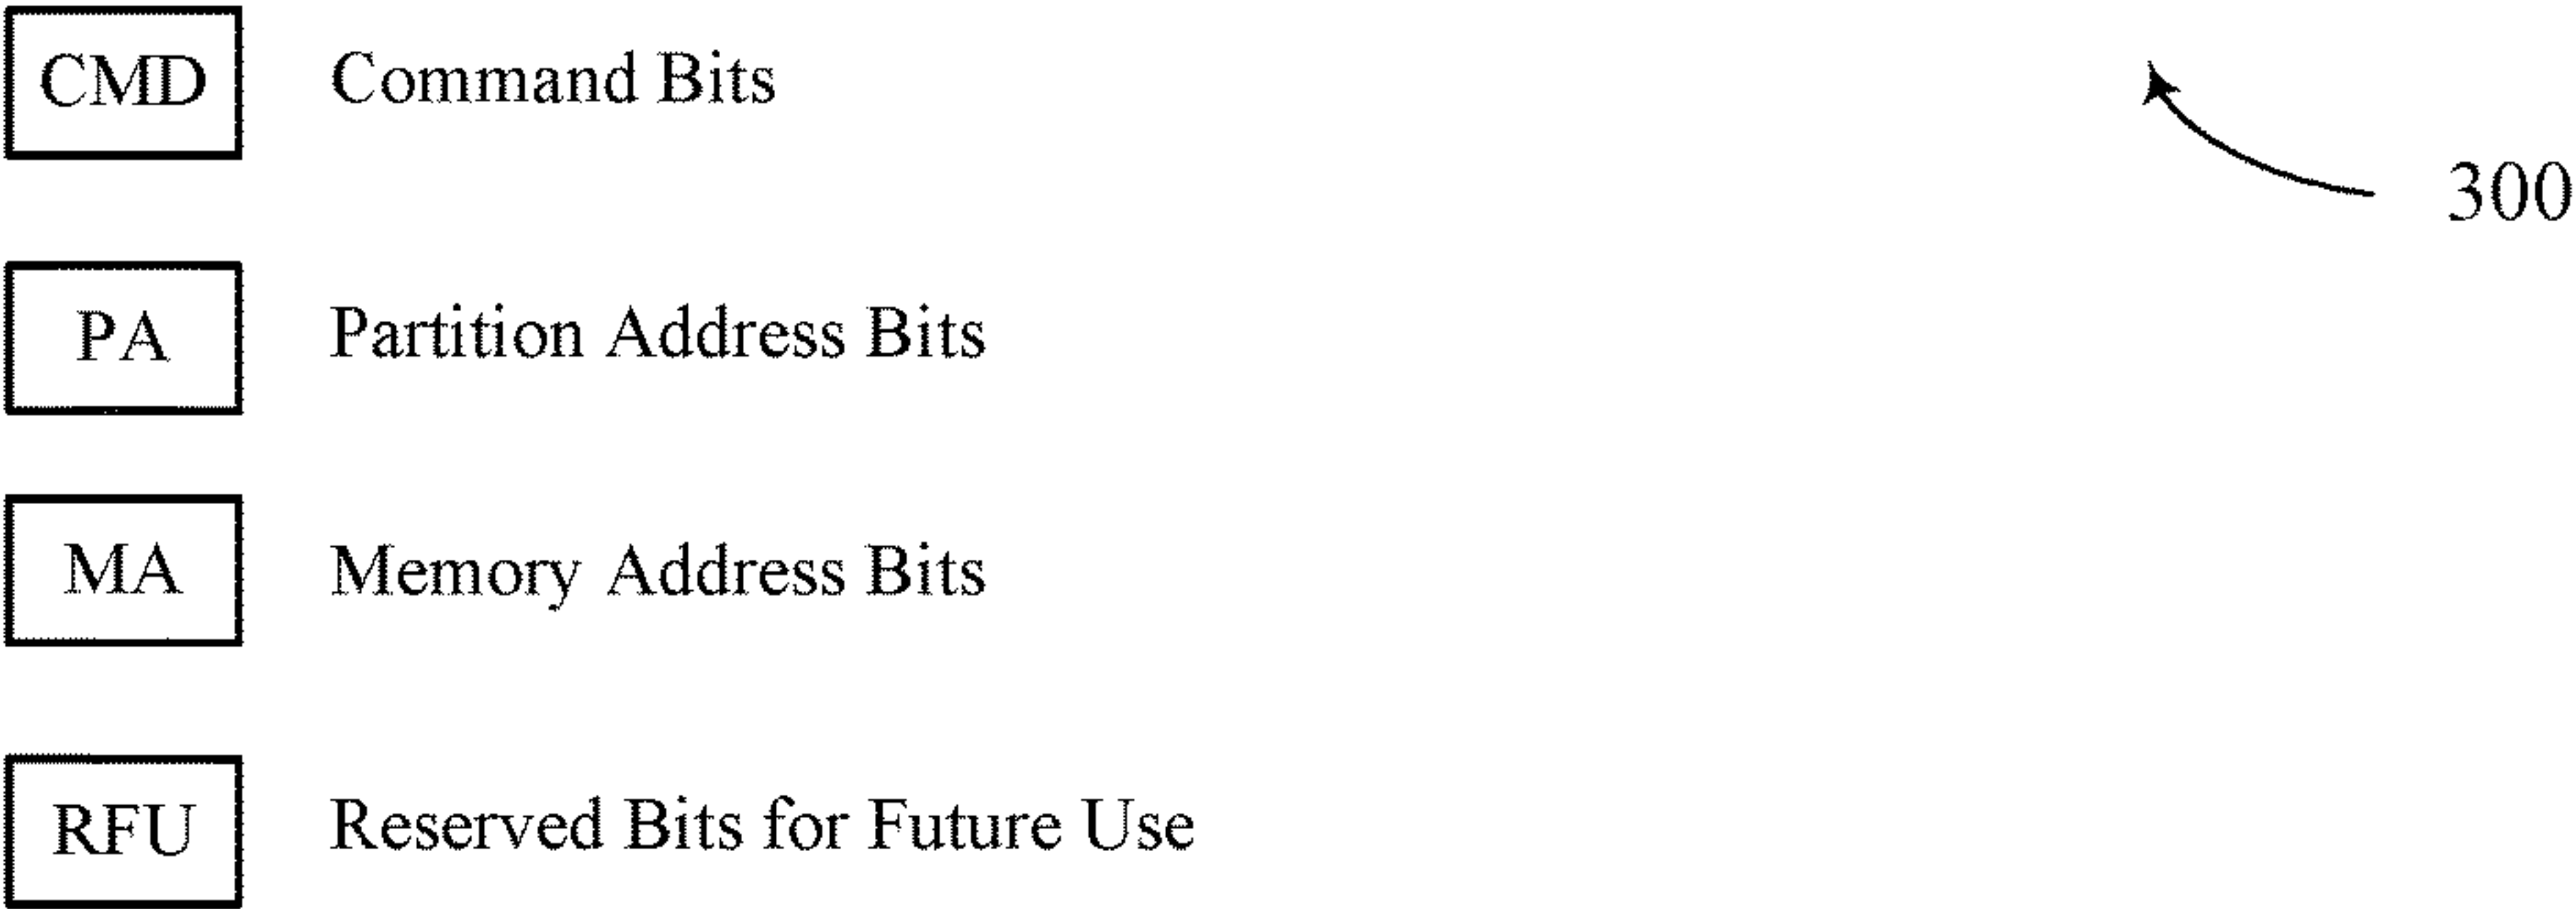 CMD Command Bits
300
PA Partition Address Bits
MA Memory Address Bits
RFU Reserved Bits for Future Use